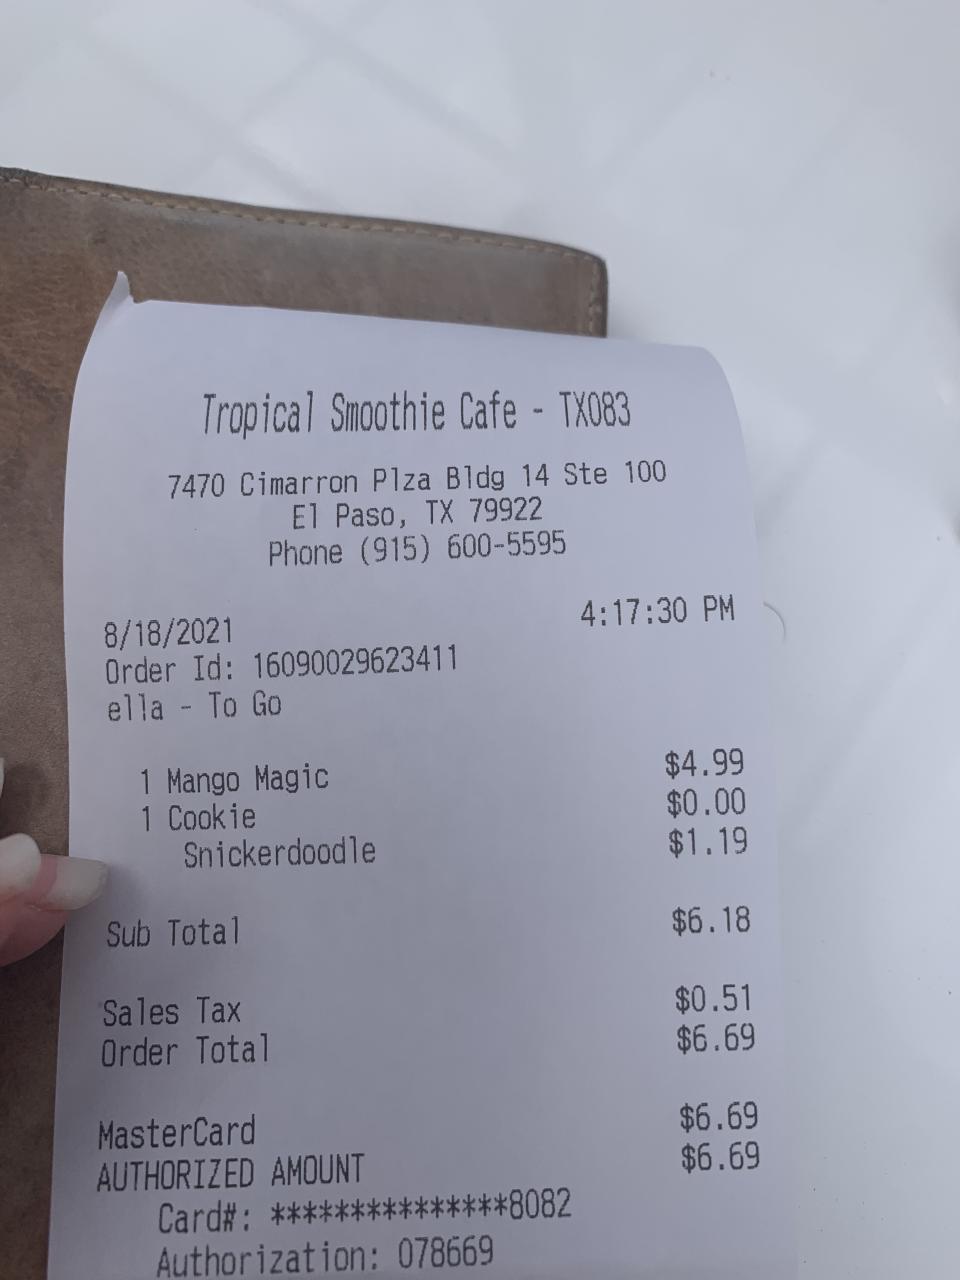 Tropical Smoothie Cafe - TX083
7470 Cimarron Plza Bldg 14 Ste 100
El Paso, TX 79922
Phone (915) 600-5595
8/18/2021 4:17:30 PM
Order Id: 16090029623411
ella - To Go
1 Mango Magic $4.99
1 Cookie $0.00
Snickerdoodle $1.19
Sub Total $6.18
Sales Tax $0.51
Order Total $6.69
MasterCard $6.69
AUTHORIZED AMOUNT $6.69
Card#: ***************8082
Authorization: 078669